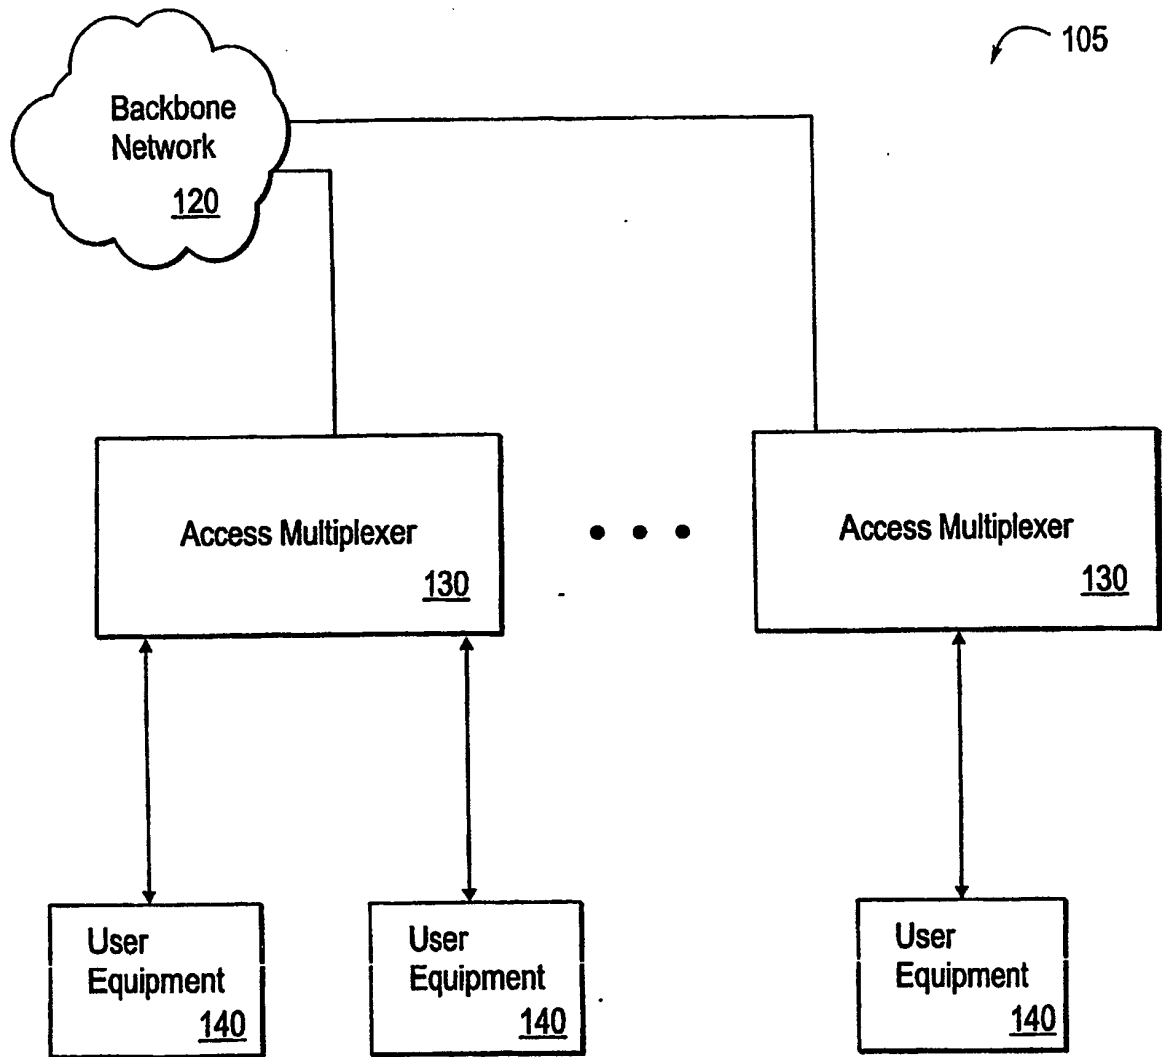 105
Backbone
Network
120
Access Multiplexer
130
Access Multiplexer
130
User
Equipment
140
User
Equipment
140
User
Equipment
140